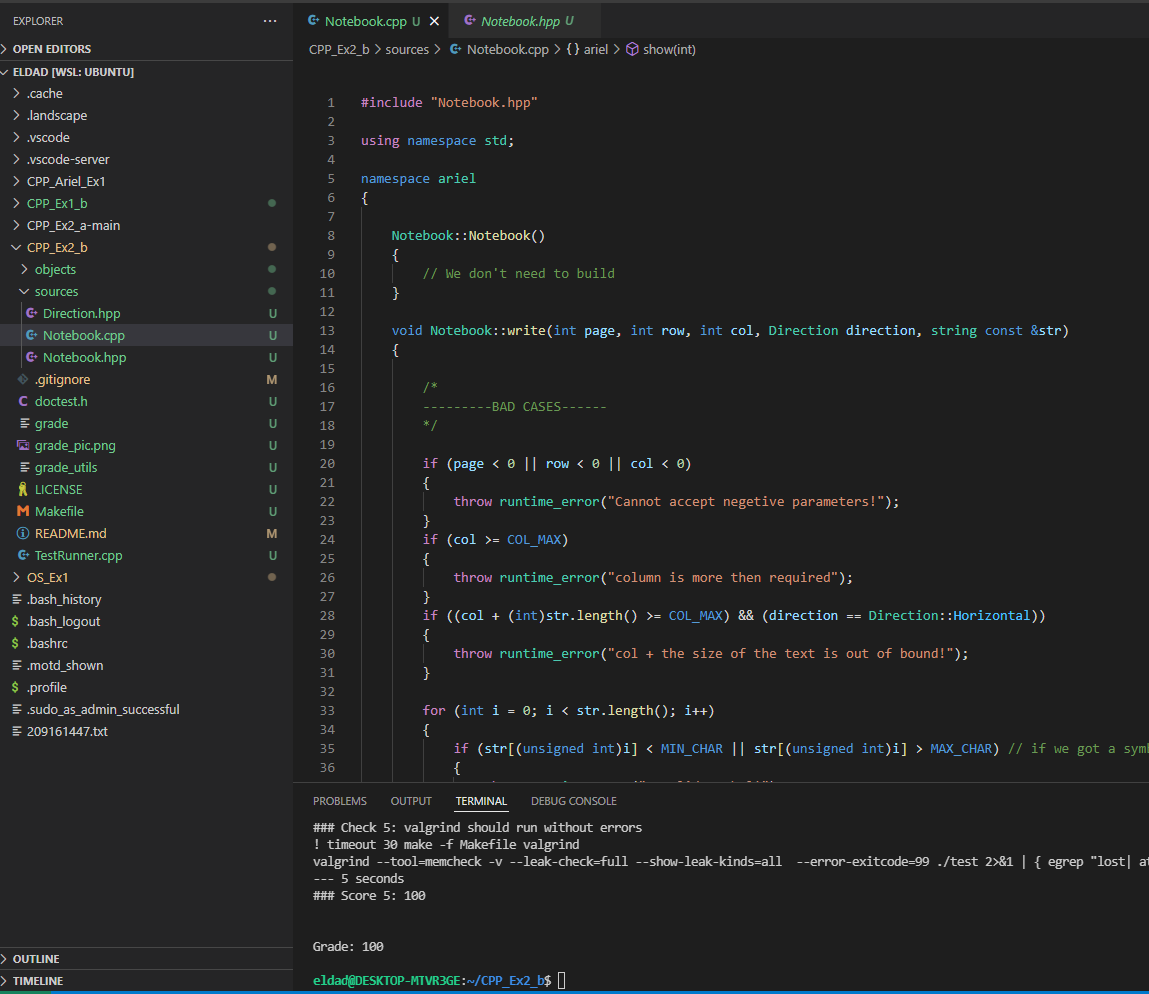 EXPLORER
···
OPEN EDITORS
ELDAD [WSL: UBUNTU]
.cache
.landscape
.vscode
.vscode-server
CPP_Ariel_Ex1
CPP_Ex1_b
CPP_Ex2_a-main
CPP_Ex2_b
objects
sources
Direction.hpp U
Notebook.cpp U
Notebook.hpp U
.gitignore M
doctest.h U
grade U
grade_pic.png U
grade_utils U
LICENSE U
Makefile U
README.md M
TestRunner.cpp U
OS_Ex1
.bash_history
.bash_logout
.bashrc
.motd_shown
.profile
.sudo_as_admin_successful
209161447.txt
OUTLINE
TIMELINE
Notebook.cpp U Notebook.hpp U
CPP_Ex2_b > sources > Notebook.cpp > {} ariel > show(int)
1 #include "Notebook.hpp"
2
3 using namespace std;
4
5 namespace ariel
6 {
7
8 Notebook::Notebook()
9 {
10 // We don't need to build
11 }
12
13 void Notebook::write(int page, int row, int col, Direction direction, string const &str)
14 {
15
16 /*
17 ---------BAD CASES------
18 */
19
20 if (page < 0 || row < 0 || col < 0)
21 {
22 throw runtime_error("Cannot accept negetive parameters!");
23 }
24 if (col >= COL_MAX)
25 {
26 throw runtime_error("column is more then required");
27 }
28 if ((col + (int)str.length() >= COL_MAX) && (direction == Direction::Horizontal))
29 {
30 throw runtime_error("col + the size of the text is out of bound!");
31 }
32
33 for (int i = 0; i < str.length(); i++)
34 {
35 if (str[(unsigned int)i] < MIN_CHAR || str[(unsigned int)i] > MAX_CHAR) // if we got a
36 {
PROBLEMS OUTPUT TERMINAL DEBUG CONSOLE
### Check 5: valgrind should run without errors
! timeout 30 make -f Makefile valgrind
valgrind --tool=memcheck -v --leak-check=full --show-leak-kinds=all --error-exitcode=99 ./test 2>&1 | { egrep "lost|
--- 5 seconds
### Score 5: 100
Grade: 100
eldad@DESKTOP-MTVR3GE:~/CPP_Ex2_b$